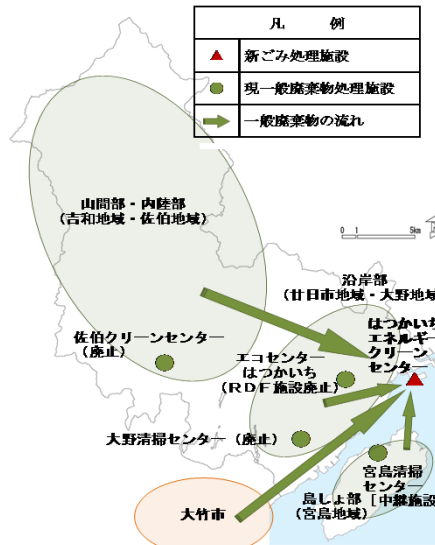 凡 例
新ごみ処理施設
現一般廃棄物処理施設
一般廃棄物の流れ
山間部・内陸部
(吉和地域・佐伯地域)
0 1 5km
沿岸部
(廿日市地域・大野地域
はつかいち
エネルギー
クリーン
センター
佐伯クリーンセンター
(廃止)
エコセンター
はつかいち
(RDF施設廃止)
大野清掃センター(廃止)
宮島清掃
センター
[中継施設
島しょ部
(宮島地域)
大竹市